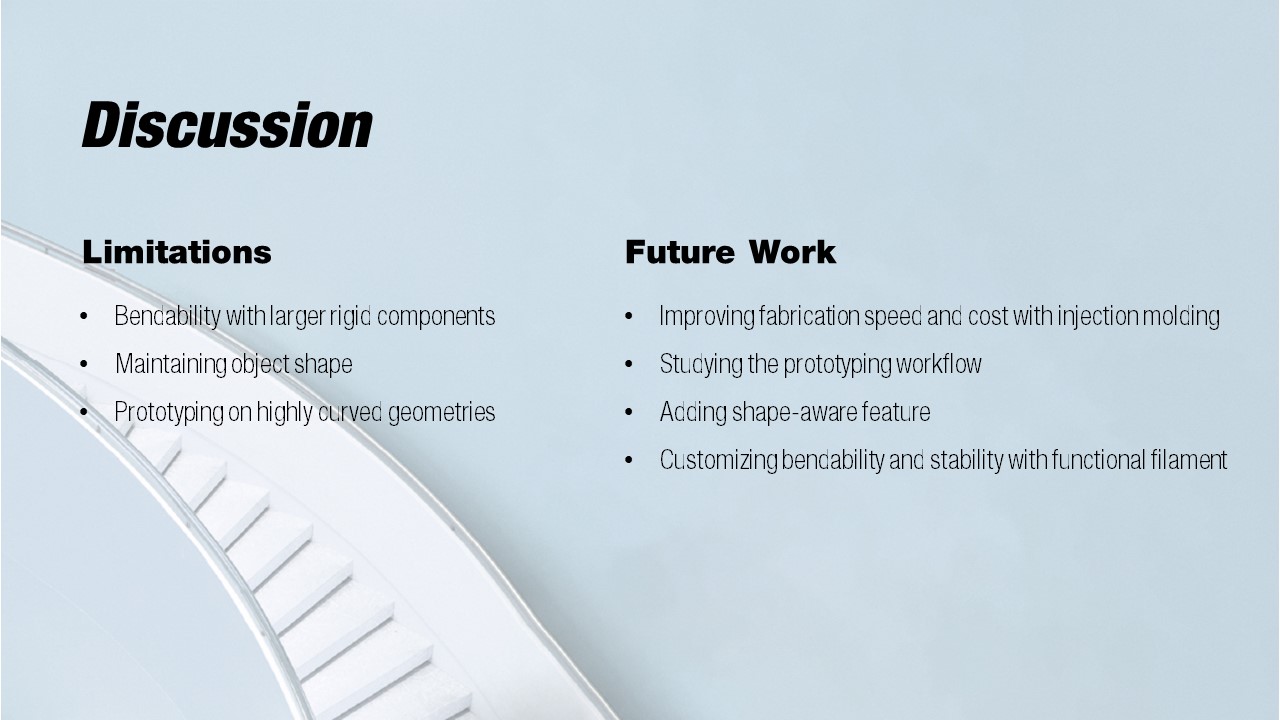 Discussion
Limitations
• Bendability with larger rigid components
• Maintaining object shape
• Prototyping on highly curved geometries
Future Work
• Improving fabrication speed and cost with injection molding
• Studying the prototyping workflow
• Adding shape-aware feature
• Customizing bendability and stability with functional filament